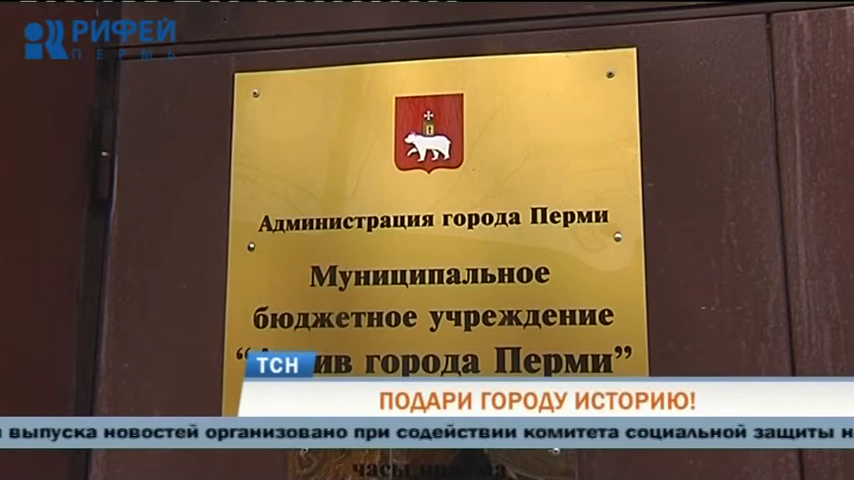 РИФЕЙ
ПЕРМЬ
Администрация города Перми
Муниципальное
бюджетное учреждение
города Перми”
ТСН
ПОДАРИ ГОРОДУ ИСТОРИЮ!
выпуска новостей организовано при содействии комитета социальной защиты н